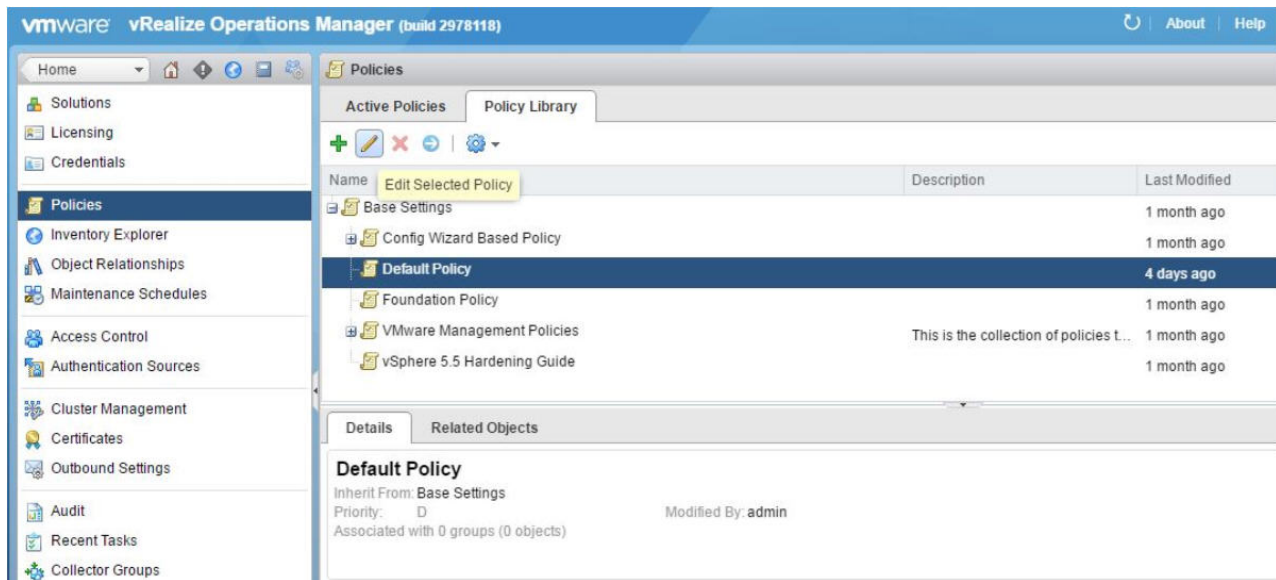 vmware vRealize Operations Manager (build 2978118)
About
Help
Home
Solutions
Licensing
Credentials
Policies
Inventory Explorer
Object Relationships
Maintenance Schedules
Access Control
Authentication Sources
Cluster Management
Certificates
Outbound Settings
Audit
Recent Tasks
Collector Groups
Policies
Active Policies Policy Library
Edit Selected Policy
Name Description Last Modified
Base Settings 1 month ago
Config Wizard Based Policy 1 month ago
Default Policy 4 days ago
Foundation Policy 1 month ago
VMware Management Policies This is the collection of policies t... 1 month ago
vSphere 5.5 Hardening Guide 1 month ago
Details Related Objects
Default Policy
Inherit From: Base Settings
Priority: D Modified By: admin
Associated with 0 groups (0 objects)